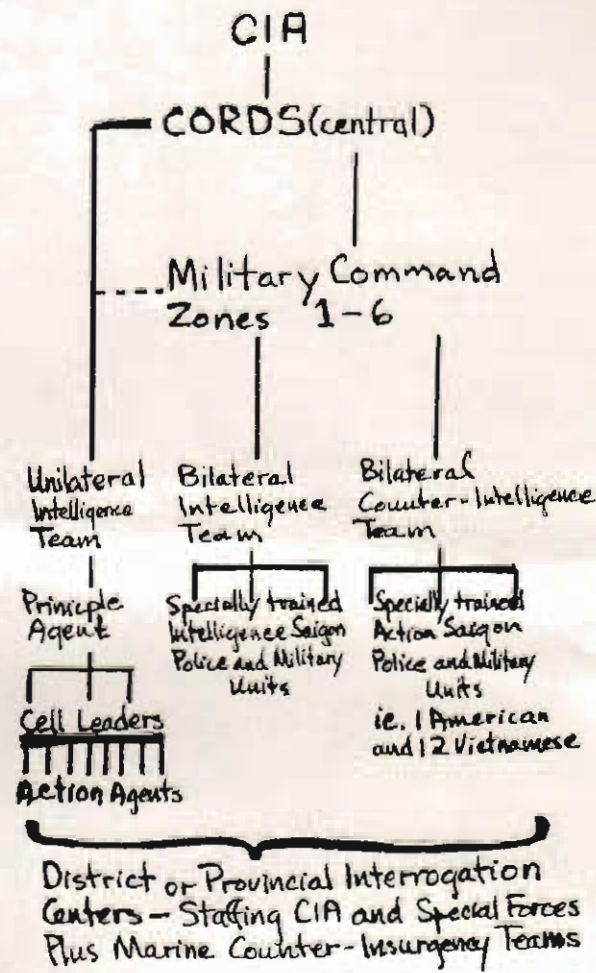 CIA
CORDS(central)
Military Command
Zones 1-6
Unilateral
Intelligence
Team
Bilateral
Intelligence
Team
Bilateral
Counter-Intelligence
Team
Prinicple
Agent
Specially trained
Intelligence Saigon
Police and Military
Units
Specially trained
Action Saigon
Police and Military
Units
ie. 1 American
and 12 Vietnamese
Cell Leaders
Action Agents
District or Provincial Interrogation
Centers - Staffing CIA and Special Forces
Plus Marine Counter-Insurgency Teams